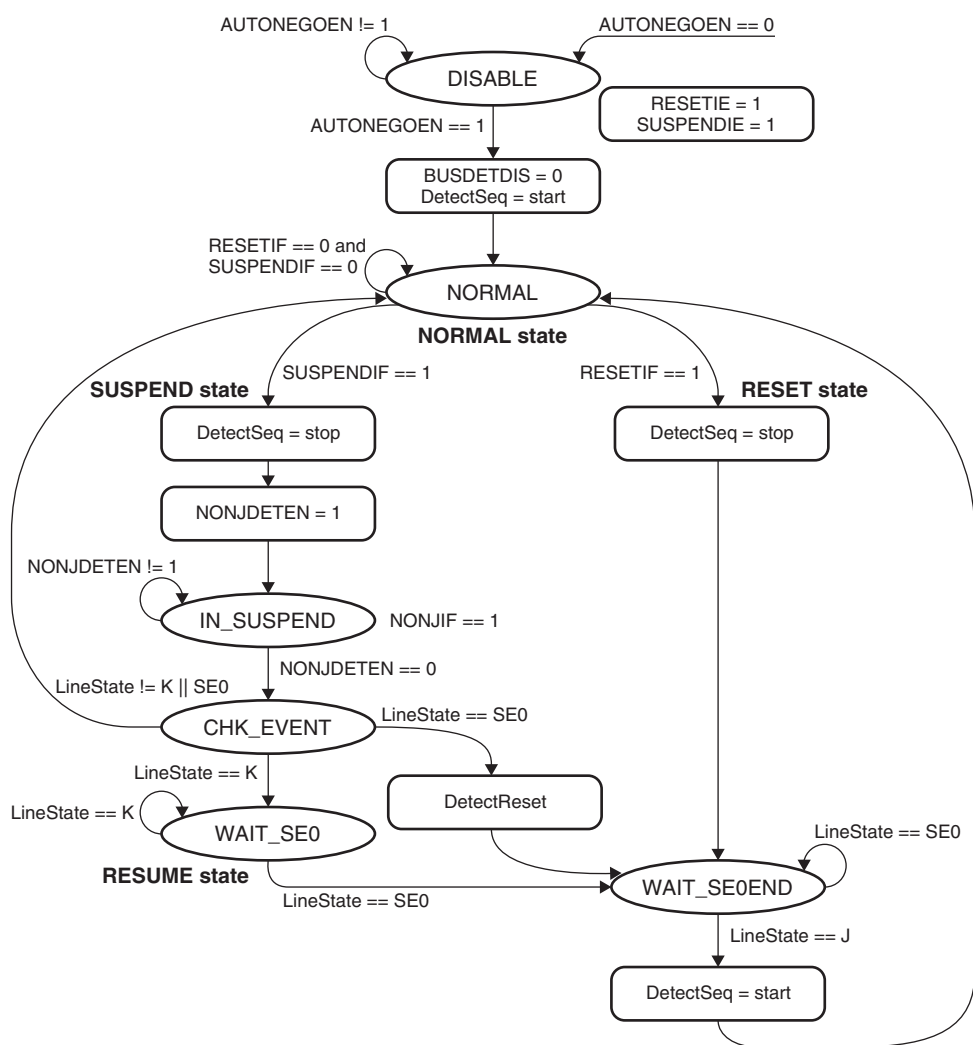 AUTONEGOEN != 1
AUTONEGOEN == 0
DISABLE
RESETIE = 1
SUSPENDIE = 1
AUTONEGOEN == 1
BUSDETDIS = 0
DetectSeq = start
RESETIF == 0 and
SUSPENDIF == 0
NORMAL
NORMAL state
SUSPENDIF == 1
RESETIF == 1
SUSPEND state
RESET state
DetectSeq = stop
DetectSeq = stop
NONJDETEN = 1
NONJDETEN != 1
IN_SUSPEND
NONJIF == 1
NONJDETEN == 0
LineState != K || SE0
CHK_EVENT
LineState == SE0
LineState == K
DetectReset
LineState == K
WAIT_SE0
LineState == SE0
RESUME state
WAIT_SE0END
LineState == SE0
LineState == J
DetectSeq = start